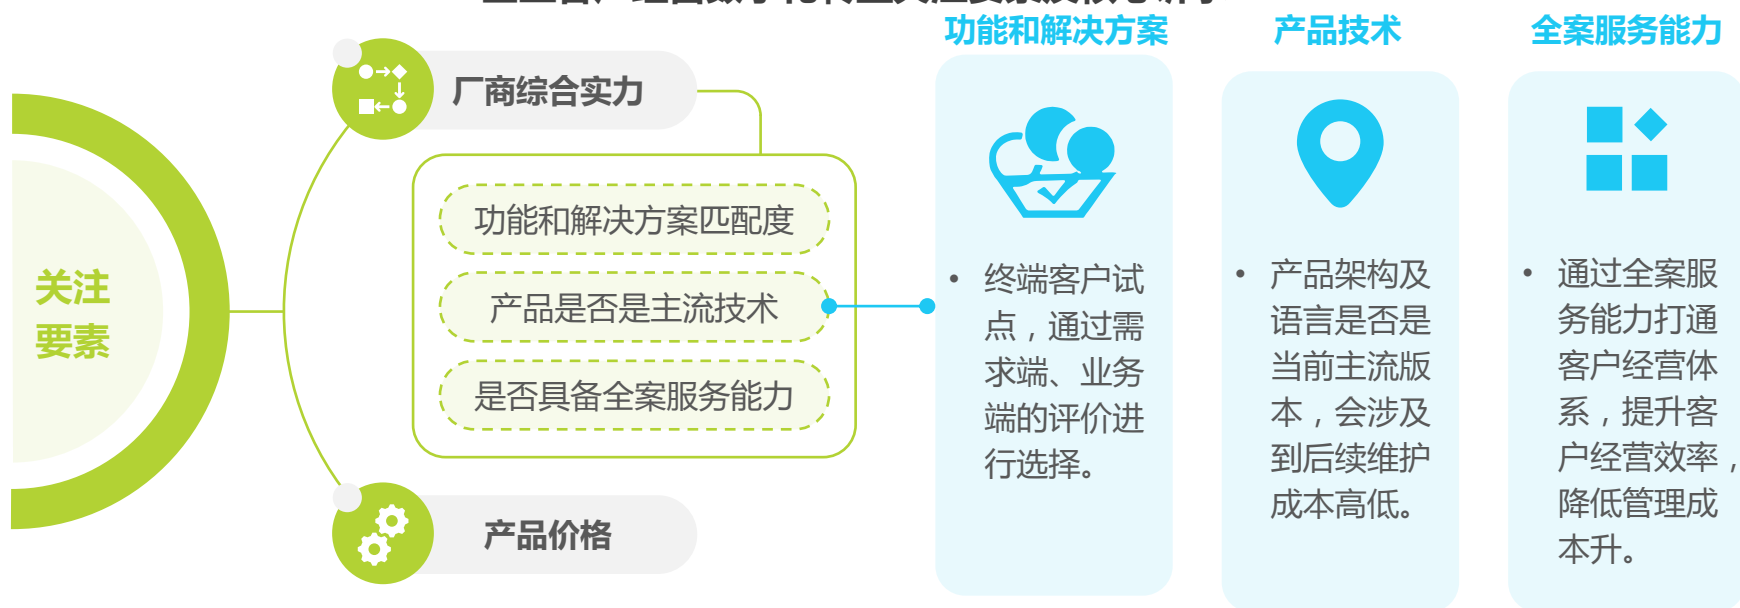 功能和解决方案
产品技术
全案服务能力
厂商综合实力
功能和解决方案匹配度
产品是否是主流技术
是否具备全案服务能力
关注
要素
产品价格
• 终端客户试
点，通过需
求端、业务
端的评价进
行选择。
• 产品架构及
语言是否是
当前主流版
本，会涉及
到后续维护
成本高低。
• 通过全案服
务能力打通
客户经营体
系，提升客
户经营效率，
降低管理成
本升。